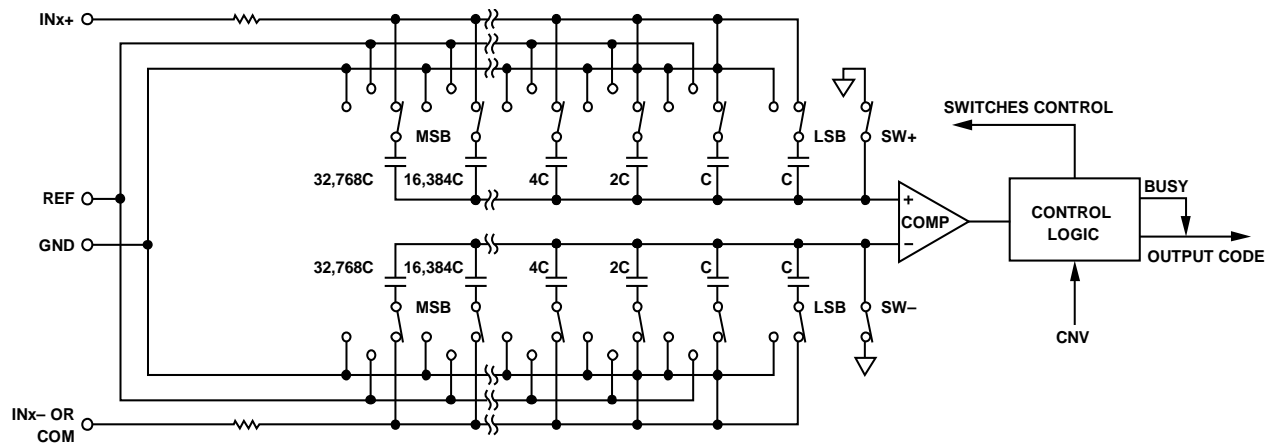 INx+
MSB
LSB
SW+
SWITCHES CONTROL
32,768C 16,384C 4C 2C C C
REF
GND
+
COMP
–
CONTROL
LOGIC
BUSY
OUTPUT CODE
32,768C 16,384C 4C 2C C C
MSB
LSB
SW–
CNV
INx– OR
COM